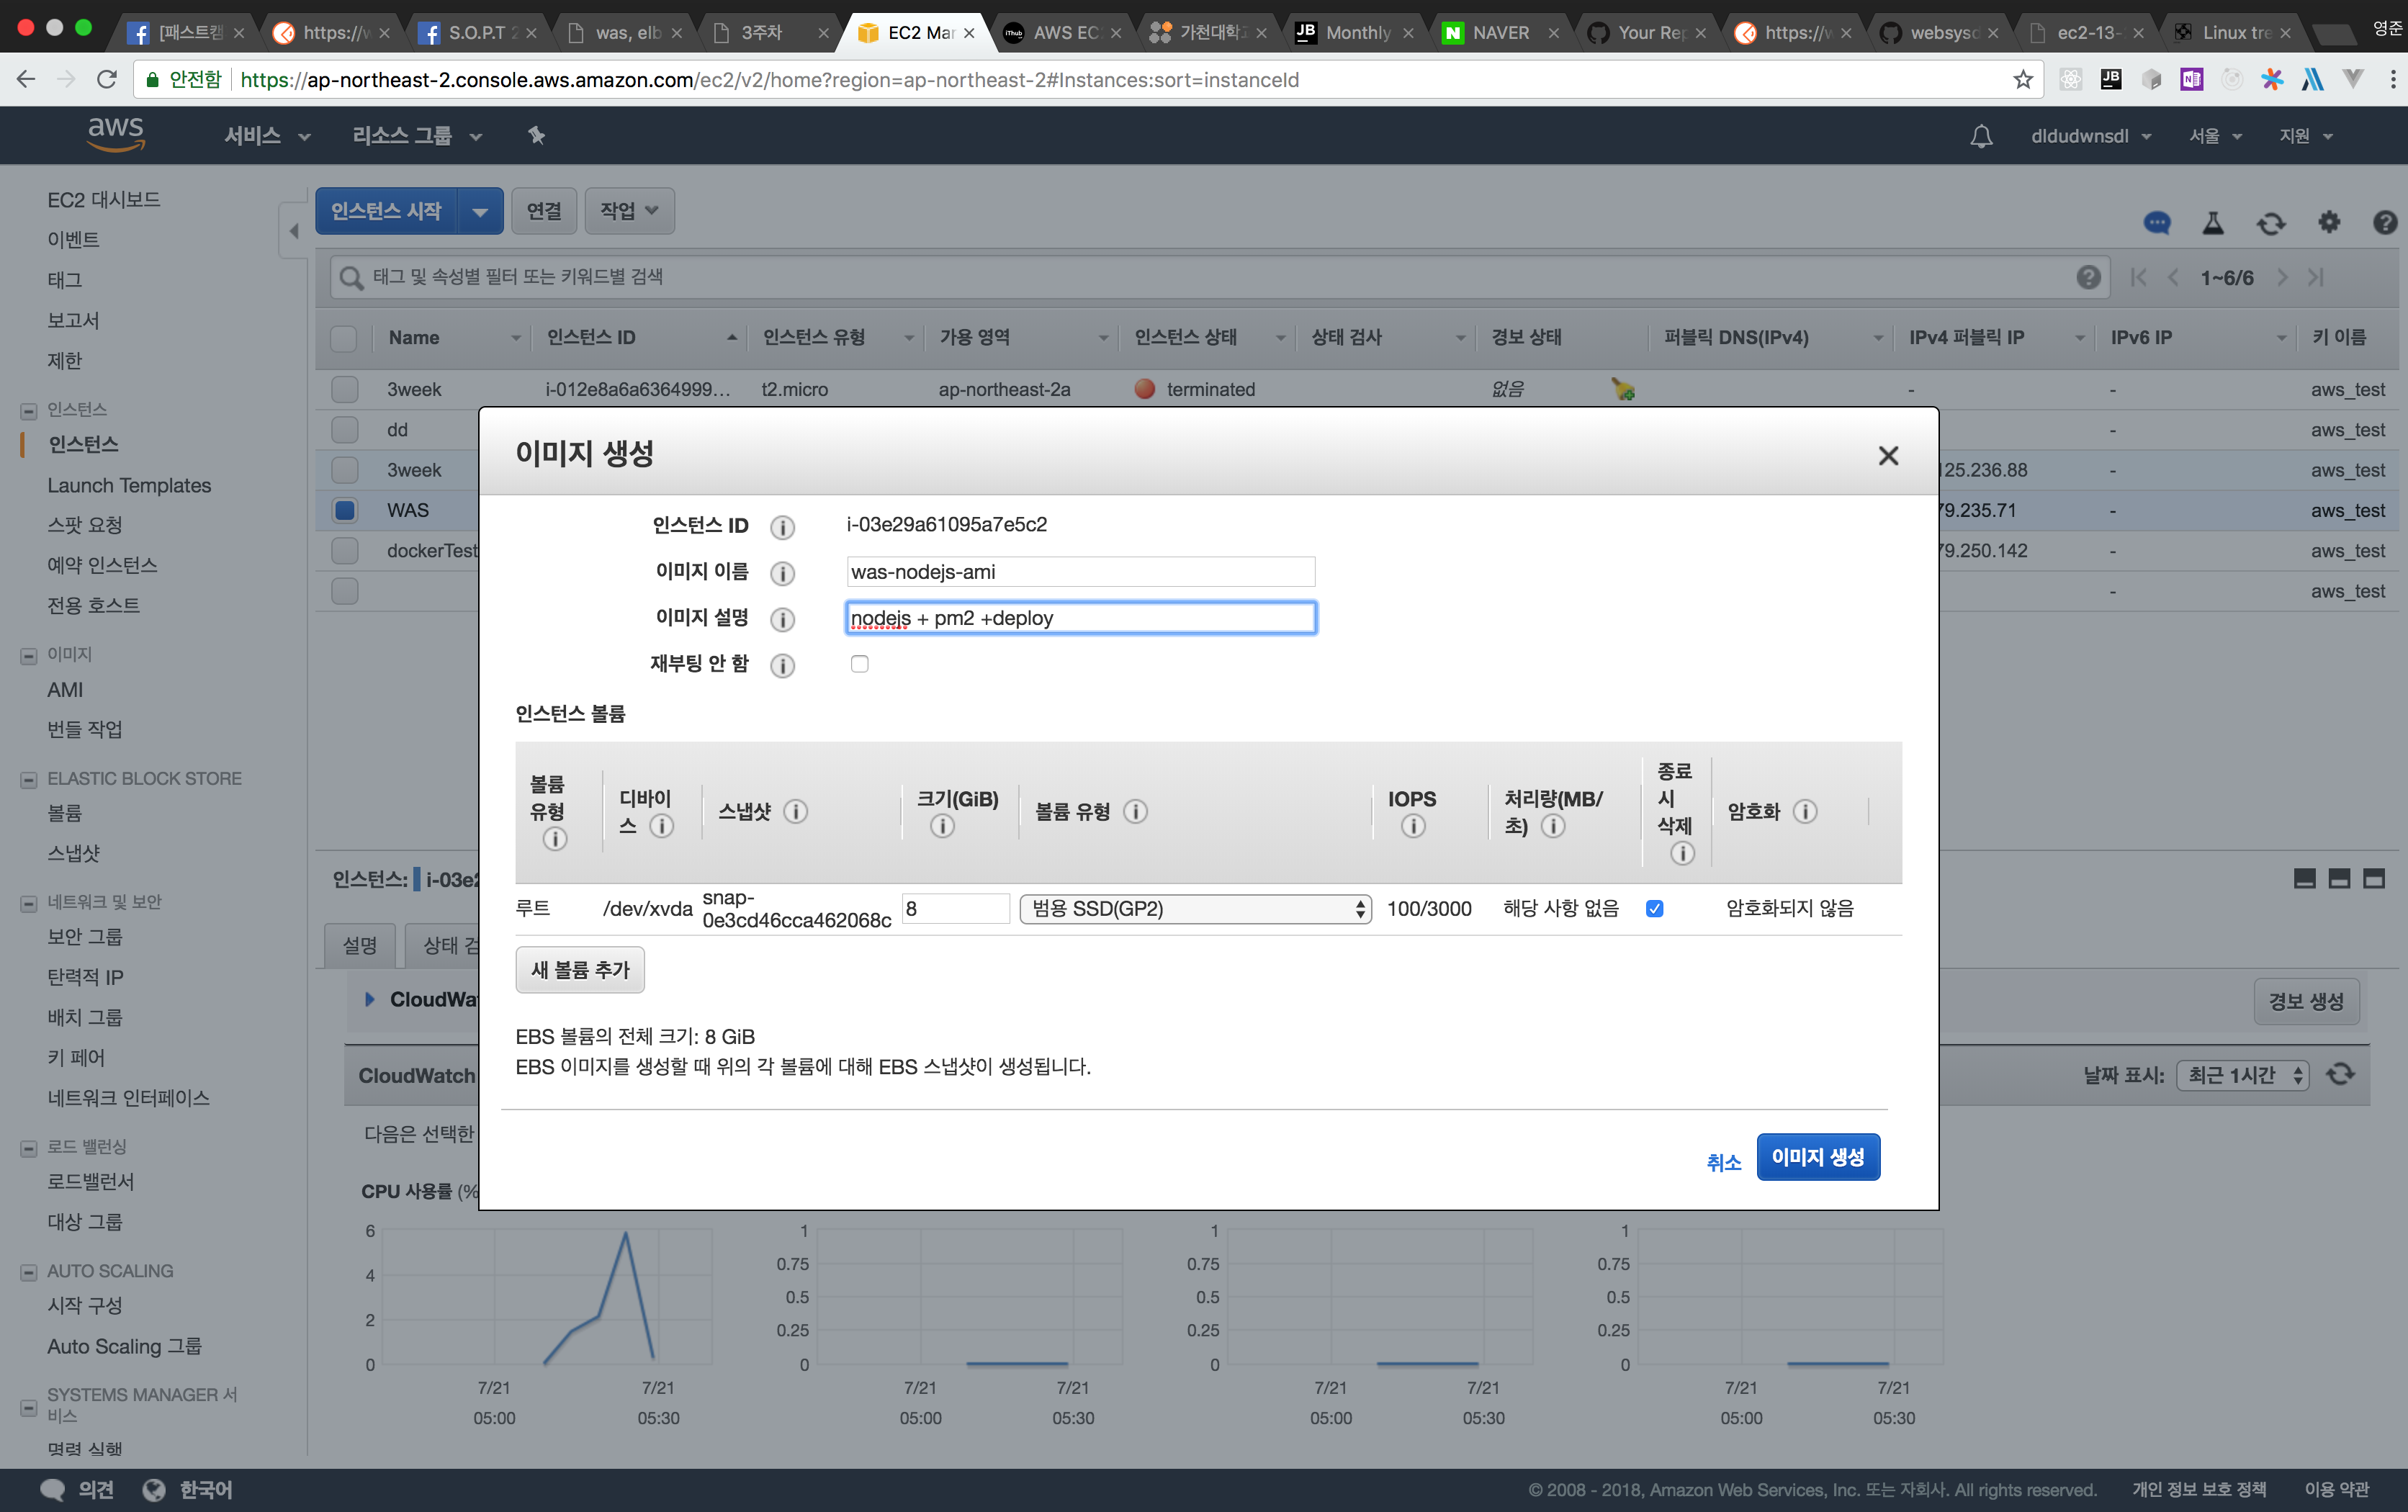 [패스트캠
https://w
S.O.P.T 2
was, elb
3주차
EC2 Mar
AWS EC
가천대학
Monthly
NAVER
Your Rep
https://w
websysd
ec2-13-
Linux tre
영준
안전함 https://ap-northeast-2.console.aws.amazon.com/ec2/v2/home?region=ap-northeast-2#Instances:sort=instanceId
aws 서비스 리소스 그룹 dldudwnsdl 서울 지원
EC2 대시보드
이벤트
태그
보고서
제한
인스턴스
인스턴스
Launch Templates
스팟 요청
예약 인스턴스
전용 호스트
이미지
AMI
번들 작업
ELASTIC BLOCK STORE
볼륨
스냅샷
네트워크 및 보안
보안 그룹
탄력적 IP
배치 그룹
키 페어
네트워크 인터페이스
로드 밸런싱
로드밸런서
대상 그룹
AUTO SCALING
시작 구성
Auto Scaling 그룹
SYSTEMS MANAGER 서
비스
명령 실행
인스턴스 시작 연결 작업
태그 및 속성별 필터 또는 키워드별 검색 1~6/6
Name 인스턴스 ID 인스턴스 유형 가용 영역 인스턴스 상태 상태 검사 경보 상태 퍼블릭 DNS(IPv4) IPv4 퍼블릭 IP IPv6 IP 키 이름
3week i-012e8a6a6364999... t2.micro ap-northeast-2a terminated 없음 - - aws_test
dd - aws_test
3week 125.236.88 - aws_test
WAS 79.235.71 - aws_test
dockerTest 79.250.142 - aws_test
- aws_test
이미지 생성
인스턴스 ID i-03e29a61095a7e5c2
이미지 이름 was-nodejs-ami
이미지 설명 nodejs + pm2 +deploy
재부팅 안 함
인스턴스 볼륨
볼륨 유형 디바이스 스냅샷 크기(GiB) 볼륨 유형 IOPS 처리량(MB/초) 종료 시 삭제 암호화
루트 /dev/xvda snap-0e3cd46cca462068c 8 범용 SSD(GP2) 100/3000 해당 사항 없음 암호화되지 않음
새 볼륨 추가
EBS 볼륨의 전체 크기: 8 GiB
EBS 이미지를 생성할 때 위의 각 볼륨에 대해 EBS 스냅샷이 생성됩니다.
취소 이미지 생성
인스턴스: i-03e2
설명 상태 검
CloudWa
경보 생성
CloudWatch
날짜 표시: 최근 1시간
다음은 선택한
CPU 사용률 (%
6
4
2
0
7/21 7/21
05:00 05:30
1
0.75
0.5
0.25
0
7/21 7/21
05:00 05:30
1
0.75
0.5
0.25
0
7/21 7/21
05:00 05:30
1
0.75
0.5
0.25
0
7/21 7/21
05:00 05:30
의견 한국어 © 2008 - 2018, Amazon Web Services, Inc. 또는 자회사. All rights reserved. 개인 정보 보호 정책 이용 약관